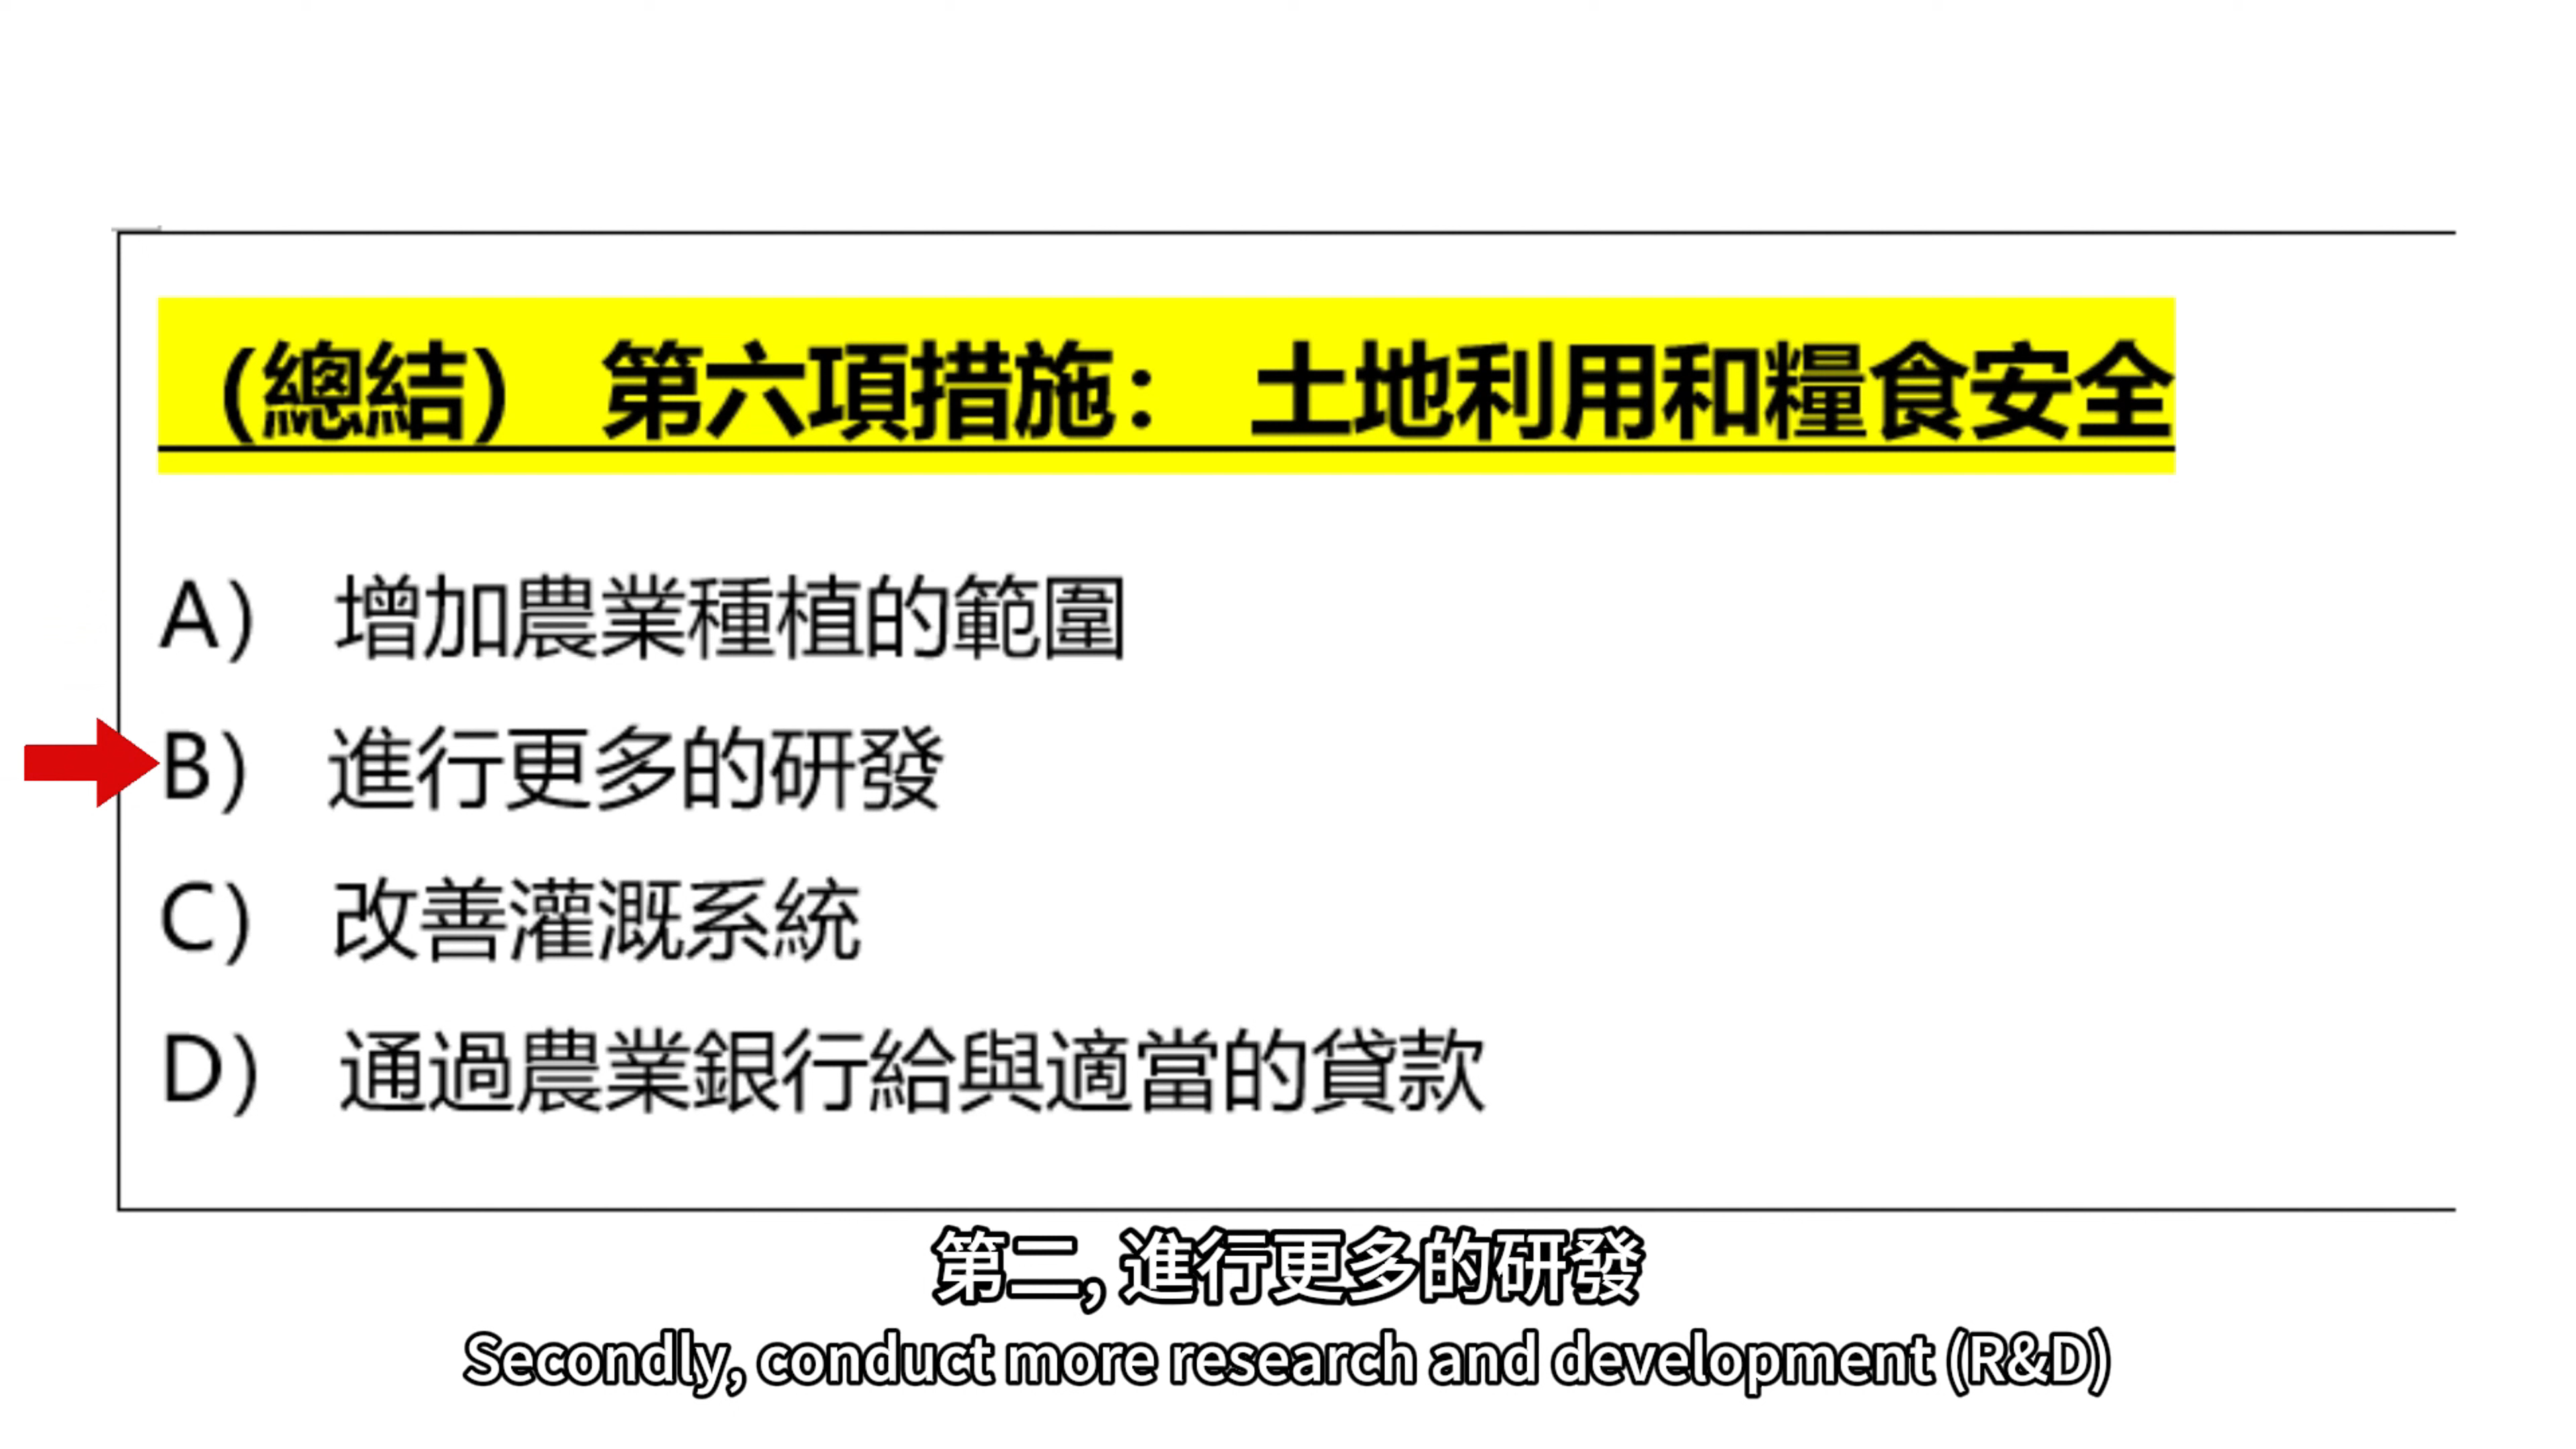 (總結) 第六項措施： 土地利用和糧食安全
A) 增加農業種植的範圍
B) 進行更多的研發
C) 改善灌溉系統
D) 通過農業銀行給與適當的貸款
第二, 進行更多的研發
Secondly, conduct more research and development (R&D)